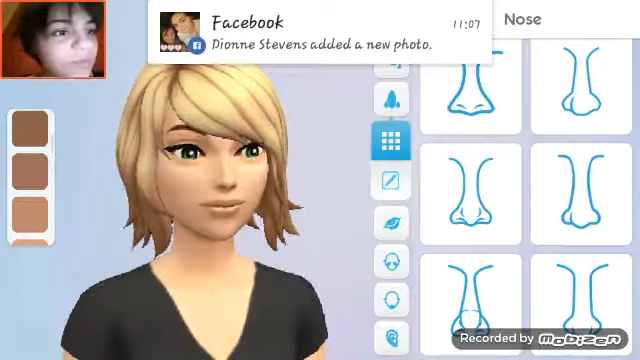 Facebook
11:07
Dionne Stevens added a new photo.
Nose
Recorded by
Mobizen